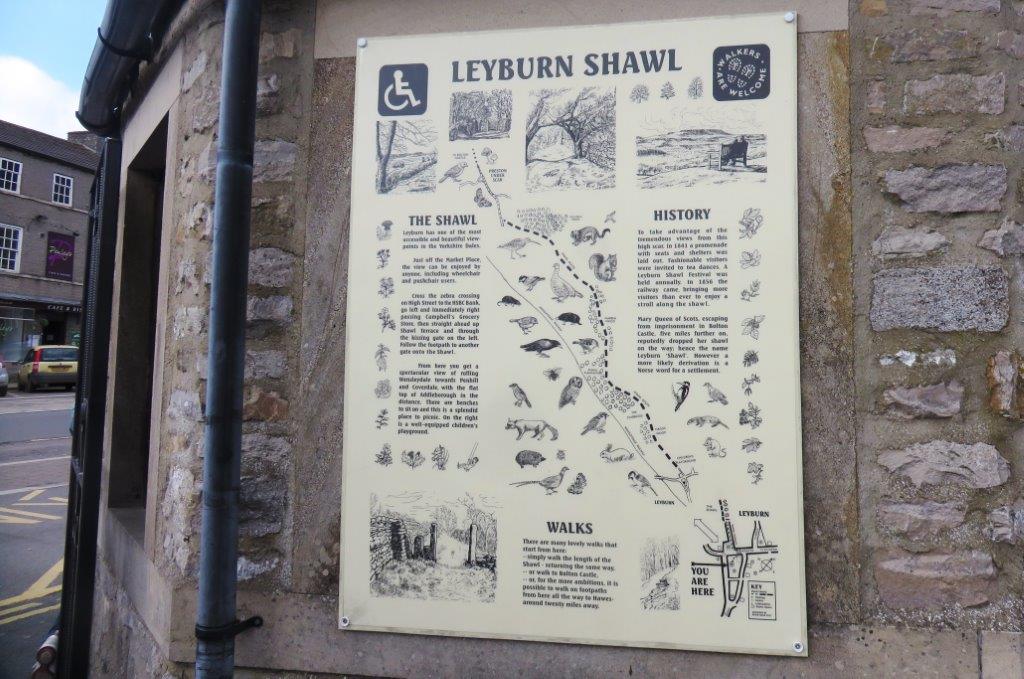 LEYBURN SHAWL
WALKERS
ARE WELCOME
PRESTON
UNDER
SCAR
THE SHAWL
Leyburn has one of the most
accessible and beautiful view-
points in the Yorkshire Dales.
Just off the Market Place,
the view can be enjoyed by
anyone, including wheelchair
and pushchair users.
Cross the zebra crossing
on High Street to the HSBC Bank,
go left and immediately right
passing Campbell's Grocery
Store, then straight ahead up
Shawl Terrace and through
the kissing gate on the left.
Follow the footpath to another
gate onto the Shawl.
From here you get a
spectacular view of rolling
Wensleydale towards Penhill
and Coverdale, with the flat
top of Addleborough in the
distance. There are benches
to sit on and this is a splendid
place to picnic. On the right
is a well-equipped children's
playground.
HISTORY
To take advantage of the
tremendous views from this
high scar, in 1841 a promenade
with seats and shelters was
laid out. Fashionable visitors
were invited to tea dances. A
Leyburn Shawl Festival was
held annually. In 1856 the
railway came, bringing more
visitors than ever to enjoy a
stroll along the shawl.
Mary Queen of Scots, escaping
from imprisonment in Bolton
Castle, five miles further on,
reputedly dropped her shawl
on the way; hence the name
Leyburn 'Shawl'. However a
more likely derivation is a
Norse word for a settlement.
LEYBURN
WALKS
There are many lovely walks that
start from here:
--simply walk the length of the
Shawl - returning the same way,
-- or walk to Bolton Castle,
-- or, for the more ambitious, it is
possible to walk on footpaths
from here all the way to Hawes-
around twenty miles away.
LEYBURN
YOU
ARE
HERE
KEY